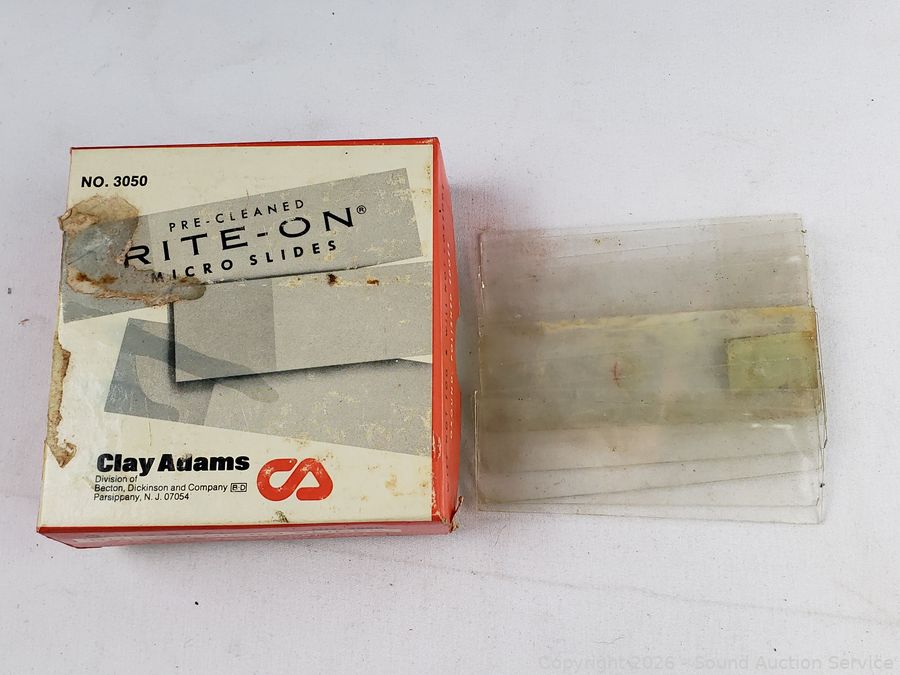 NO. 3050
PRE-CLEANED
RITE-ON®
MICRO SLIDES
Clay Adams
Division of
Becton, Dickinson and Company B-D
Parsippany, N. J. 07054
CA
Copyright 2026 - Sound Auction Service